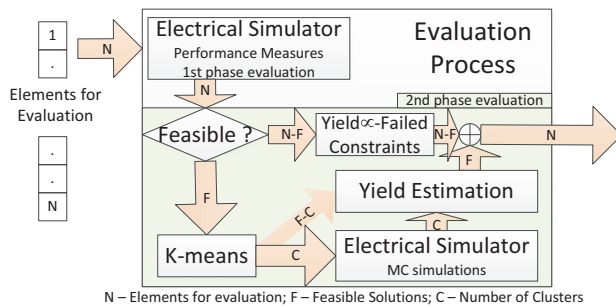 1
.
Elements for
Evaluation
.
.
N
N
Electrical Simulator
Performance Measures
1st phase evaluation
Evaluation
Process
N
2nd phase evaluation
Feasible ?
N-F
Yield∝-Failed
Constraints
N-F
N
F
F
Yield Estimation
F-C
C
K-means
C
Electrical Simulator
MC simulations
N – Elements for evaluation; F – Feasible Solutions; C – Number of Clusters